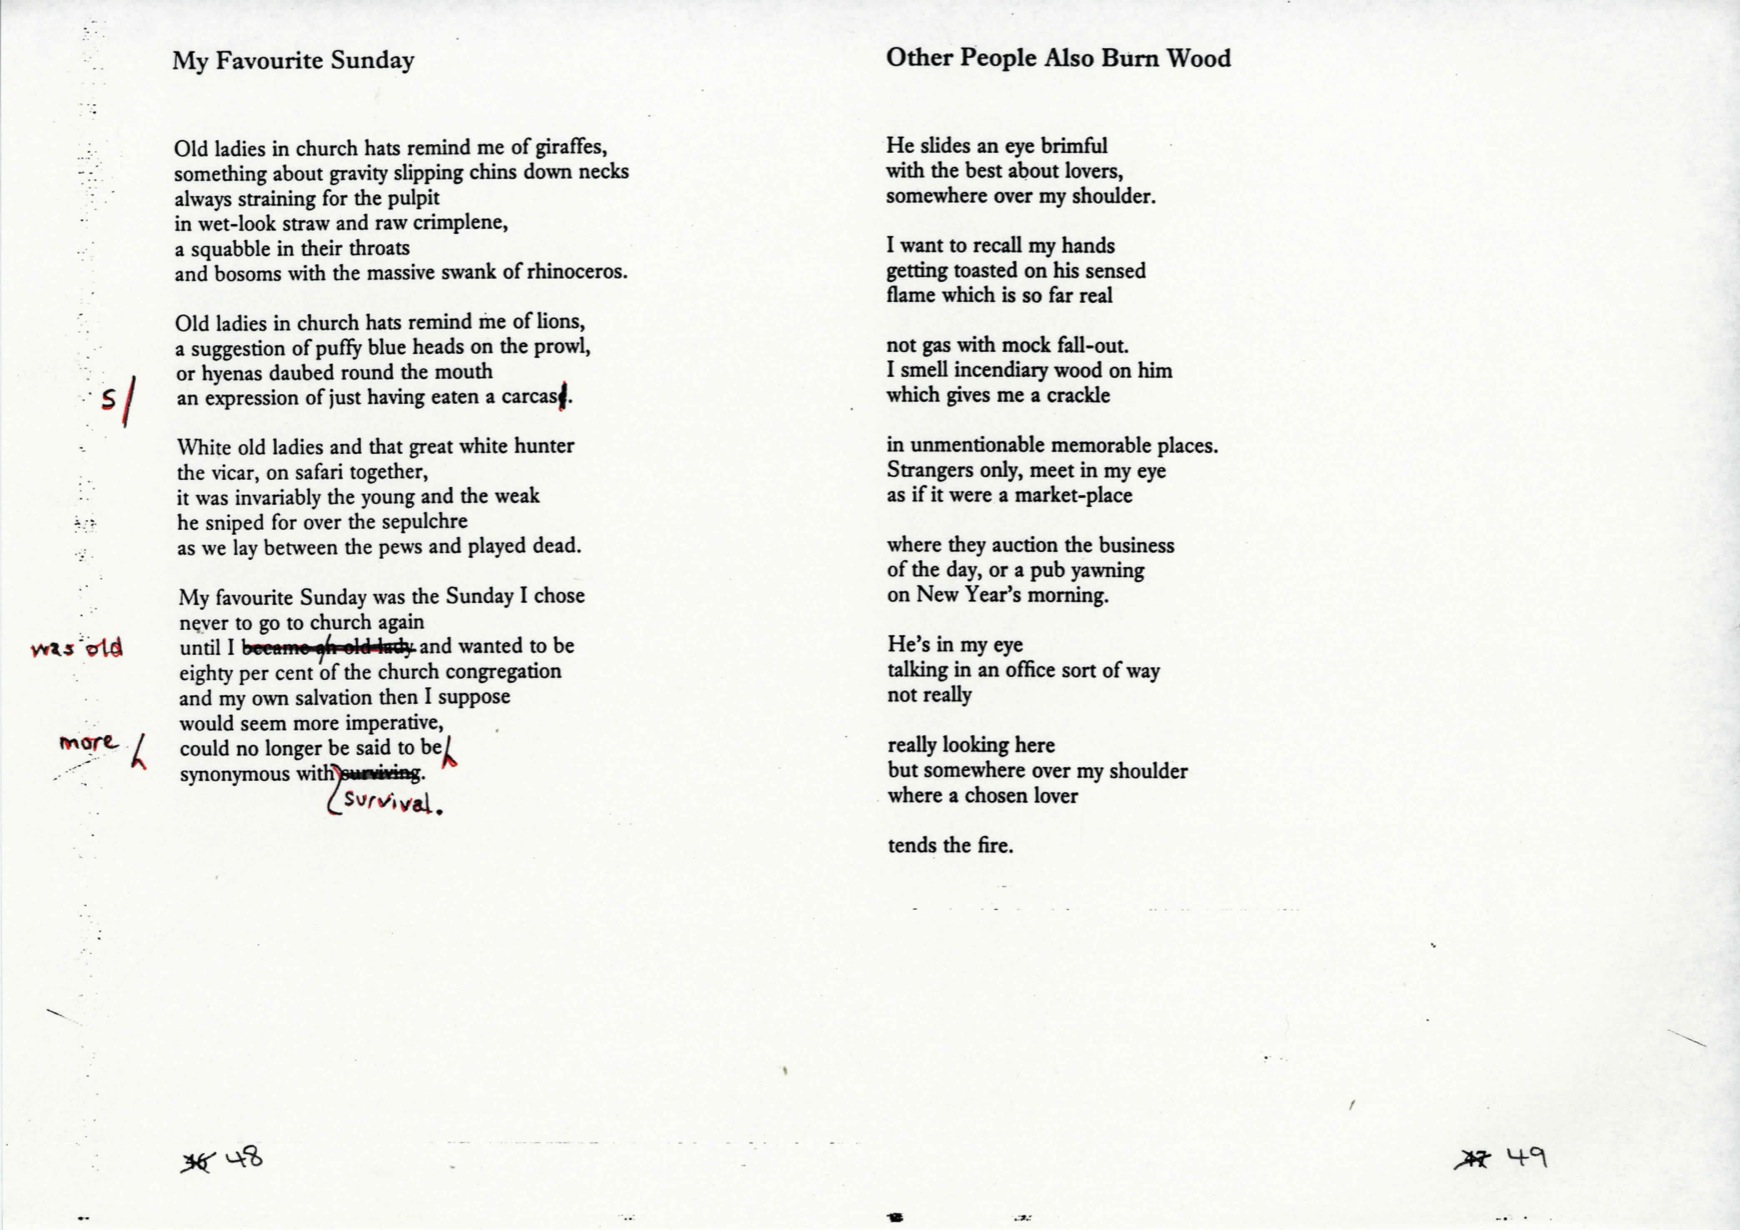 My Favourite Sunday
Old ladies in church hats remind me of giraffes,
something about gravity slipping chins down necks
always straining for the pulpit
in wet-look straw and raw crimplene,
a squabble in their throats
and bosoms with the massive swank of rhinoceros.
Old ladies in church hats remind me of lions,
a suggestion of puffy blue heads on the prowl,
or hyenas daubed round the mouth
s/ an expression of just having eaten a carcas.
White old ladies and that great white hunter
the vicar, on safari together,
it was invariably the young and the weak
he sniped for over the sepulchre
as we lay between the pews and played dead.
My favourite Sunday was the Sunday I chose
never to go to church again
was old until I became an old lady and wanted to be
eighty per cent of the church congregation
and my own salvation then I suppose
would seem more imperative,
more could no longer be said to be
synonymous with surviving.
survival.
48
Other People Also Burn Wood
He slides an eye brimful
with the best about lovers,
somewhere over my shoulder.
I want to recall my hands
getting toasted on his sensed
flame which is so far real
not gas with mock fall-out.
I smell incendiary wood on him
which gives me a crackle
in unmentionable memorable places.
Strangers only, meet in my eye
as if it were a market-place
where they auction the business
of the day, or a pub yawning
on New Year's morning.
He's in my eye
talking in an office sort of way
not really
really looking here
but somewhere over my shoulder
where a chosen lover
tends the fire.
49